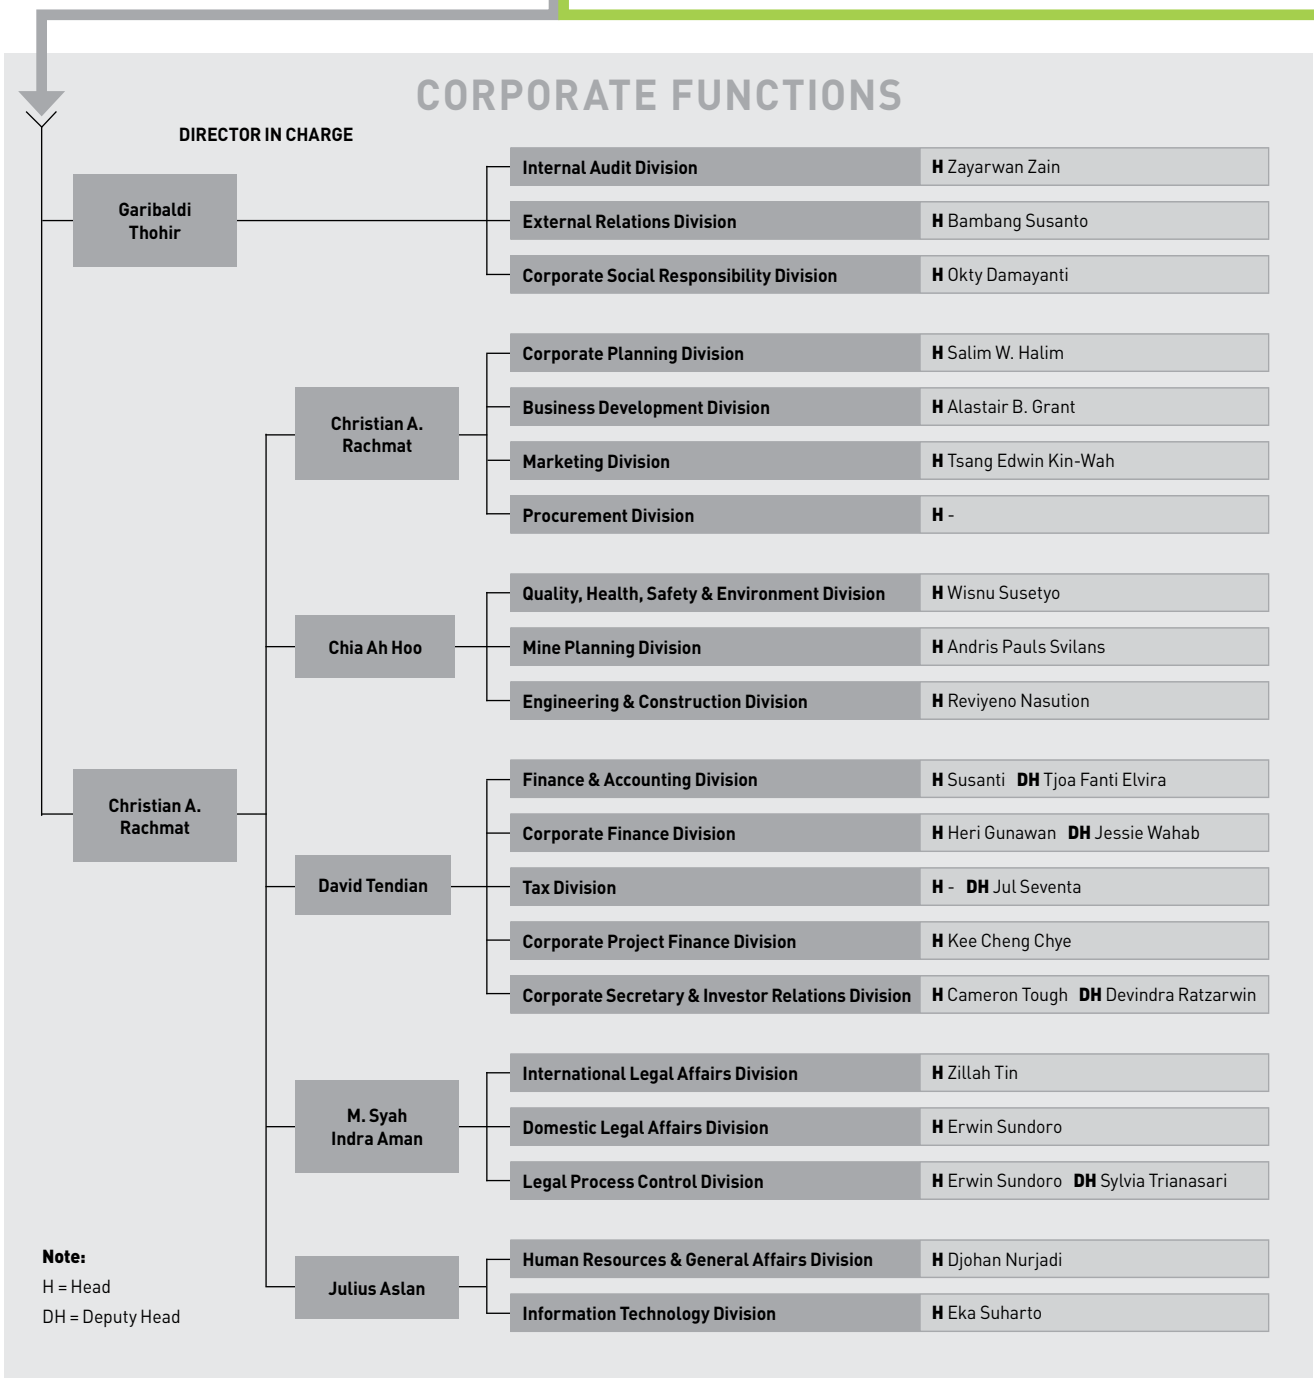 CORPORATE FUNCTIONS
DIRECTOR IN CHARGE
Garibaldi
Thohir
Internal Audit Division H Zayarwan Zain
External Relations Division H Bambang Susanto
Corporate Social Responsibility Division H Okty Damayanti
Christian A.
Rachmat
Corporate Planning Division H Salim W. Halim
Business Development Division H Alastair B. Grant
Marketing Division H Tsang Edwin Kin-Wah
Procurement Division H -
Chia Ah Hoo
Quality, Health, Safety & Environment Division H Wisnu Susetyo
Mine Planning Division H Andris Pauls Svilans
Engineering & Construction Division H Reviyeno Nasution
Christian A.
Rachmat
David Tendian
Finance & Accounting Division H Susanti DH Tjoa Fanti Elvira
Corporate Finance Division H Heri Gunawan DH Jessie Wahab
Tax Division H - DH Jul Seventa
Corporate Project Finance Division H Kee Cheng Chye
Corporate Secretary & Investor Relations Division H Cameron Tough DH Devindra Ratzarwin
M. Syah
Indra Aman
International Legal Affairs Division H Zillah Tin
Domestic Legal Affairs Division H Erwin Sundoro
Legal Process Control Division H Erwin Sundoro DH Sylvia Trianasari
Julius Aslan
Human Resources & General Affairs Division H Djohan Nurjadi
Information Technology Division H Eka Suharto
Note:
H = Head
DH = Deputy Head